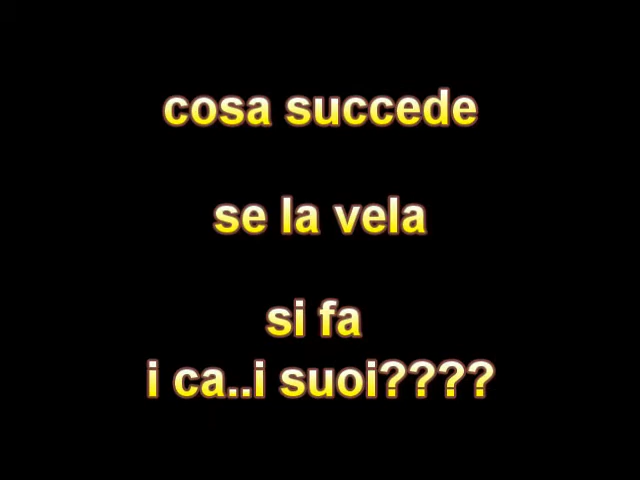 cosa succede
se la vela
si fa
i ca..i suoi????